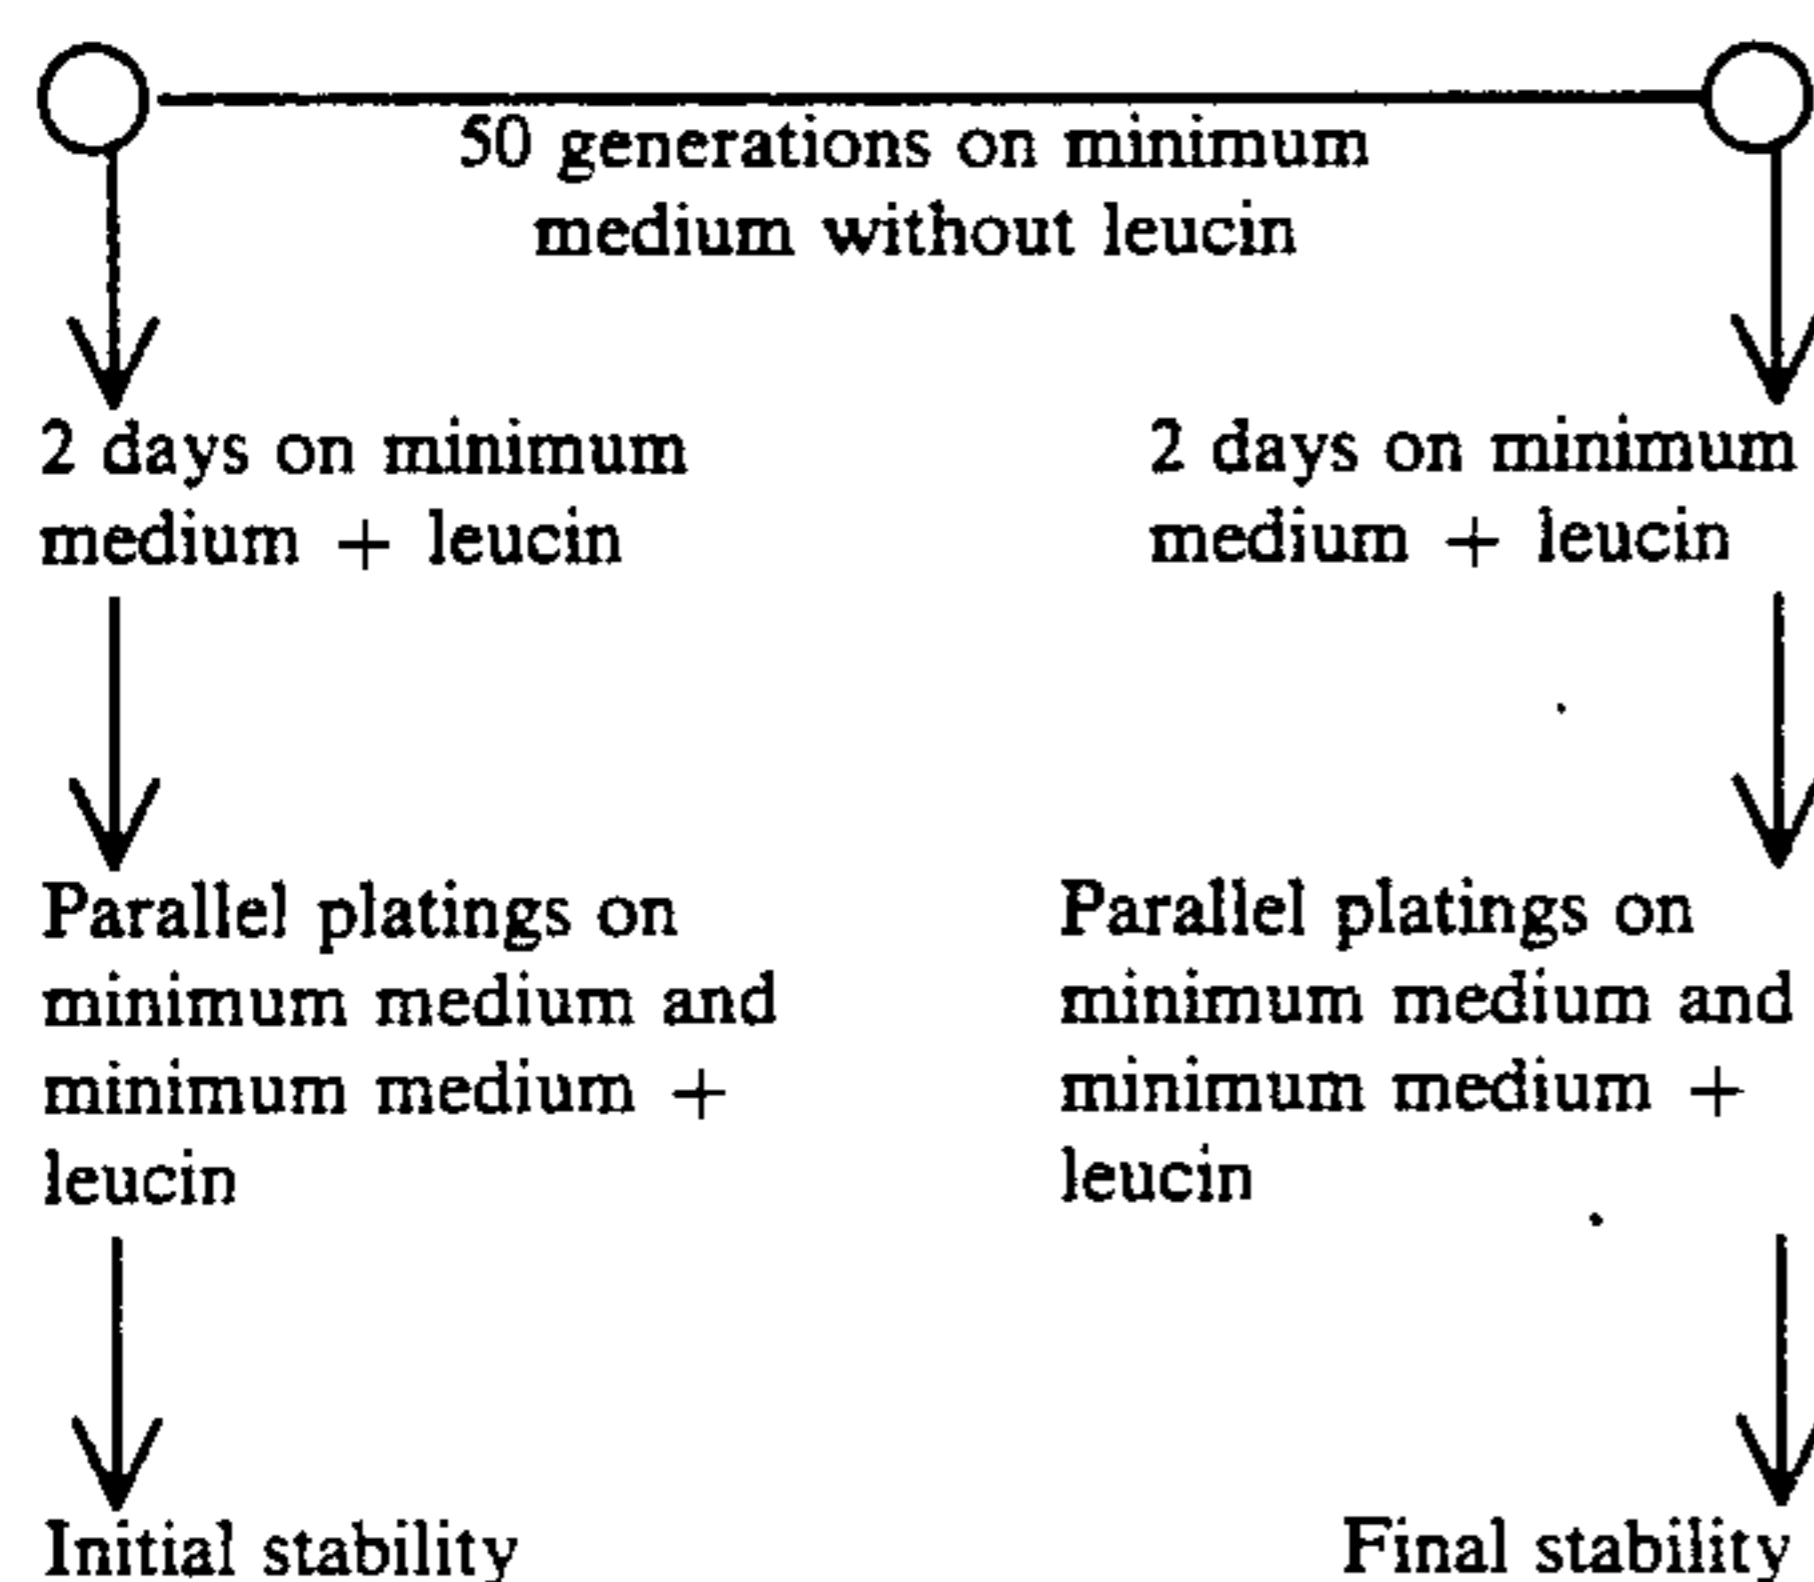 50 generations on minimum
medium without leucin
2 days on minimum
medium + leucin
Parallel platings on
minimum medium and
minimum medium +
leucin
Initial stability
2 days on minimum
medium + leucin
Parallel platings on
minimum medium and
minimum medium +
leucin
Final stability